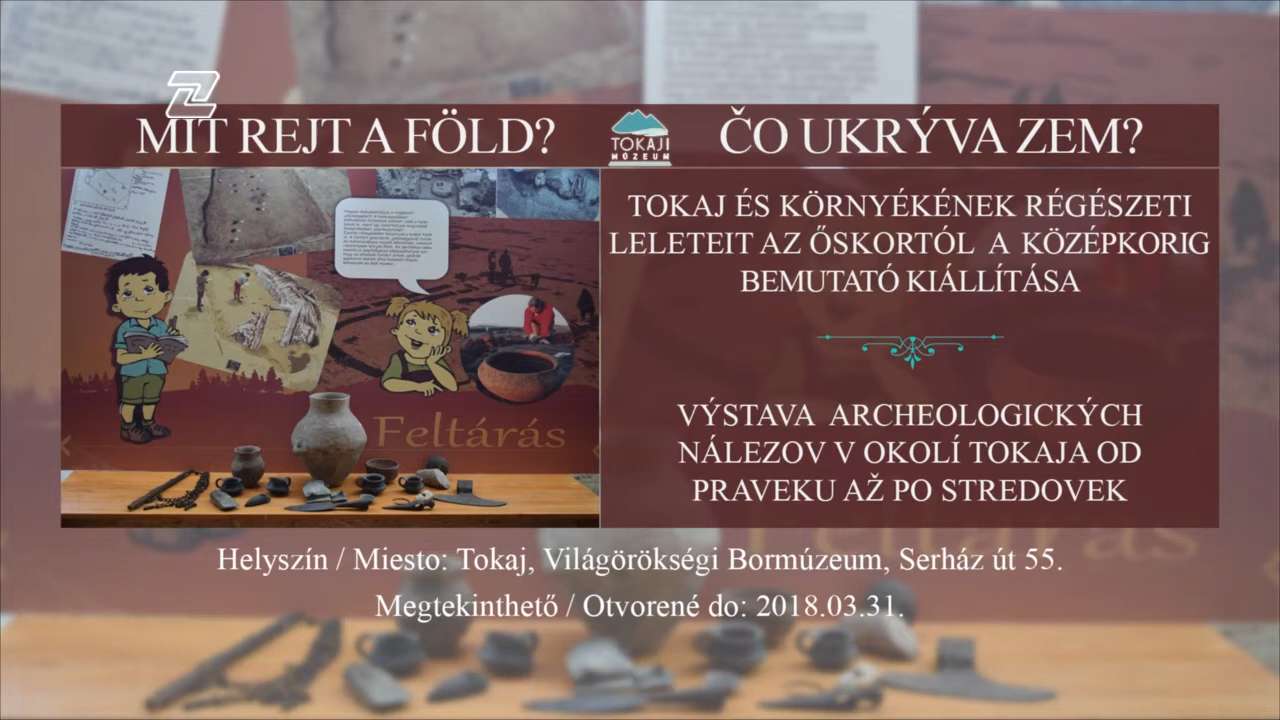 MIT REJT A FÖLD?
TOKAJI
MÚZEUM
ČO UKRÝVA ZEM?
TOKAJ ÉS KÖRNYÉKÉNEK RÉGÉSZETI
LELETEIT AZ ŐSKORTÓL A KÖZÉPKORIG
BEMUTATÓ KIÁLLÍTÁSA
VÝSTAVA ARCHEOLOGICKÝCH
NÁLEZOV V OKOLÍ TOKAJA OD
PRAVEKU AŽ PO STREDOVEK
Feltárás
Helyszín / Miesto: Tokaj, Világörökségi Bormúzeum, Serház út 55.
Megtekinthető / Otvorené do: 2018.03.31.